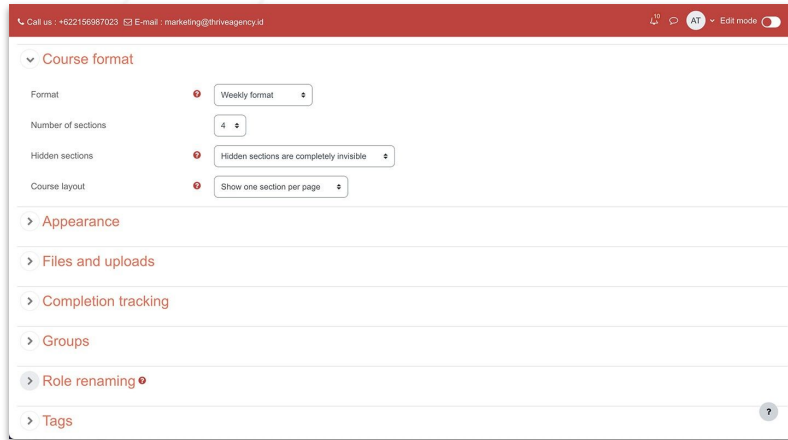 Call us : +622156987023 E-mail : marketing@thriveagency.id 10 AT Edit mode
Course format
Format ? Weekly format
Number of sections 4
Hidden sections ? Hidden sections are completely invisible
Course layout ? Show one section per page
Appearance
Files and uploads
Completion tracking
Groups
Role renaming ?
?
Tags